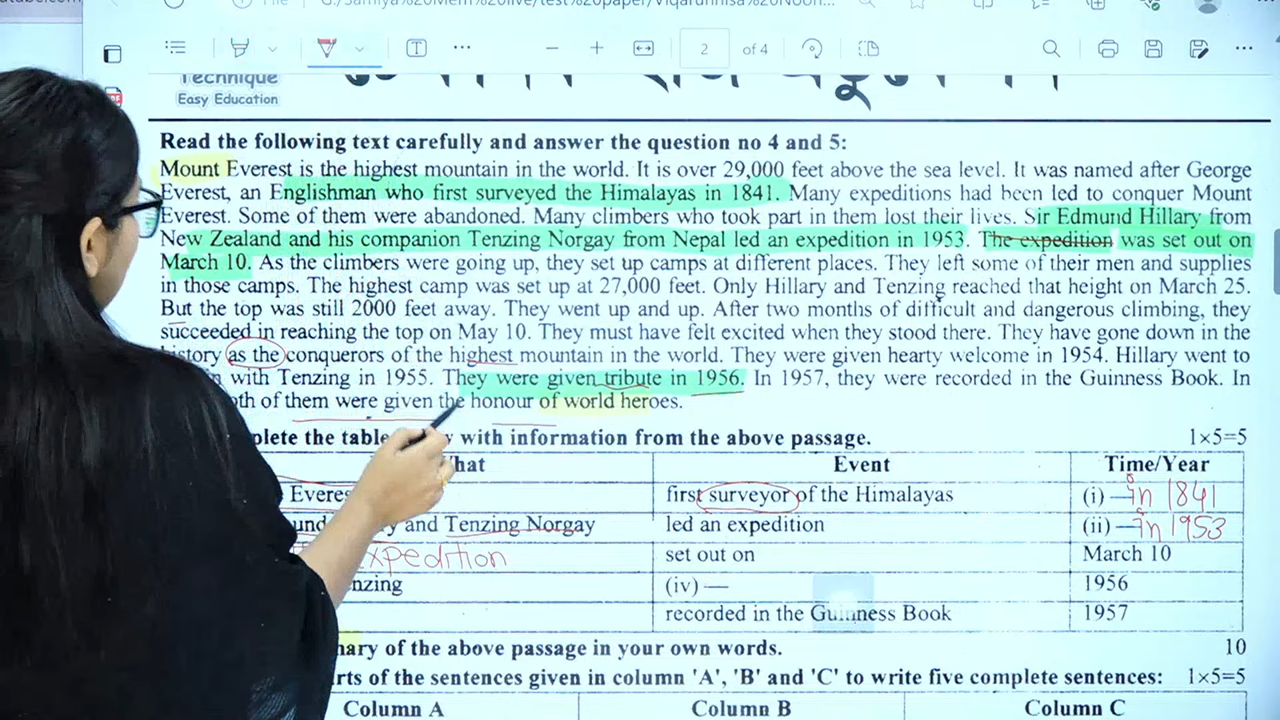 2 of 4
Technique
Easy Education
Read the following text carefully and answer the question no 4 and 5:
Mount Everest is the highest mountain in the world. It is over 29,000 feet above the sea level. It was named after George
Everest, an Englishman who first surveyed the Himalayas in 1841. Many expeditions had been led to conquer Mount
Everest. Some of them were abandoned. Many climbers who took part in them lost their lives. Sir Edmund Hillary from
New Zealand and his companion Tenzing Norgay from Nepal led an expedition in 1953. The expedition was set out on
March 10. As the climbers were going up, they set up camps at different places. They left some of their men and supplies
in those camps. The highest camp was set up at 27,000 feet. Only Hillary and Tenzing reached that height on March 25.
But the top was still 2000 feet away. They went up and up. After two months of difficult and dangerous climbing, they
succeeded in reaching the top on May 10. They must have felt excited when they stood there. They have gone down in the
history as the conquerors of the highest mountain in the world. They were given hearty welcome in 1954. Hillary went to
with Tenzing in 1955. They were given tribute in 1956. In 1957, they were recorded in the Guinness Book. In
of them were given the honour of world heroes.
with information from the above passage. 1×5=5
Event Time/Year
first surveyor of the Himalayas (i) — in 1841
and Tenzing Norgay led an expedition (ii) — in 1953
expedition set out on March 10
(iv) — 1956
recorded in the Guinness Book 1957
of the above passage in your own words. 10
of the sentences given in column 'A', 'B' and 'C' to write five complete sentences: 1×5=5
Column A Column B Column C